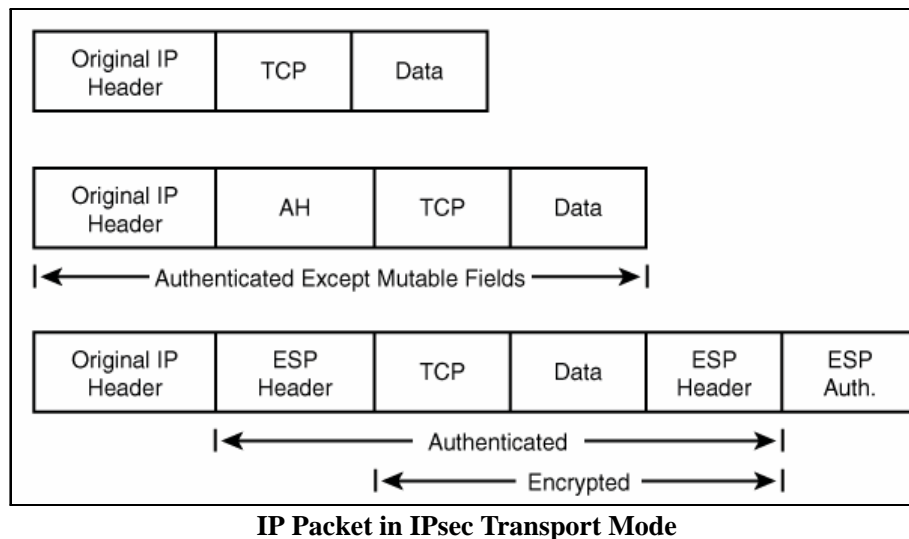 Original IP
Header
TCP
Data
Original IP
Header
AH
TCP
Data
Authenticated Except Mutable Fields
Original IP
Header
ESP
Header
TCP
Data
ESP
Header
ESP
Auth.
Authenticated
Encrypted
IP Packet in IPsec Transport Mode